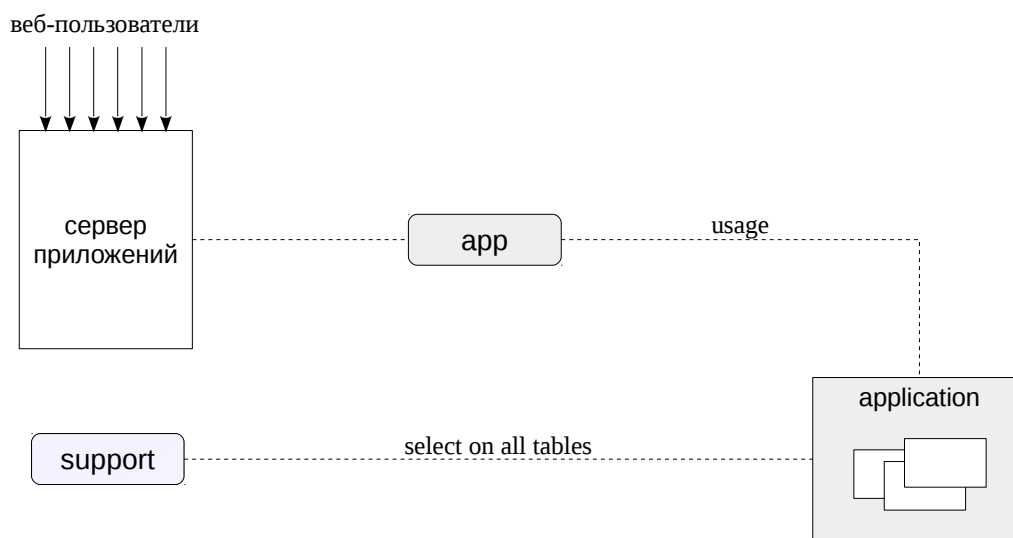 веб-пользователи
сервер
приложений
app
usage
application
support
select on all tables